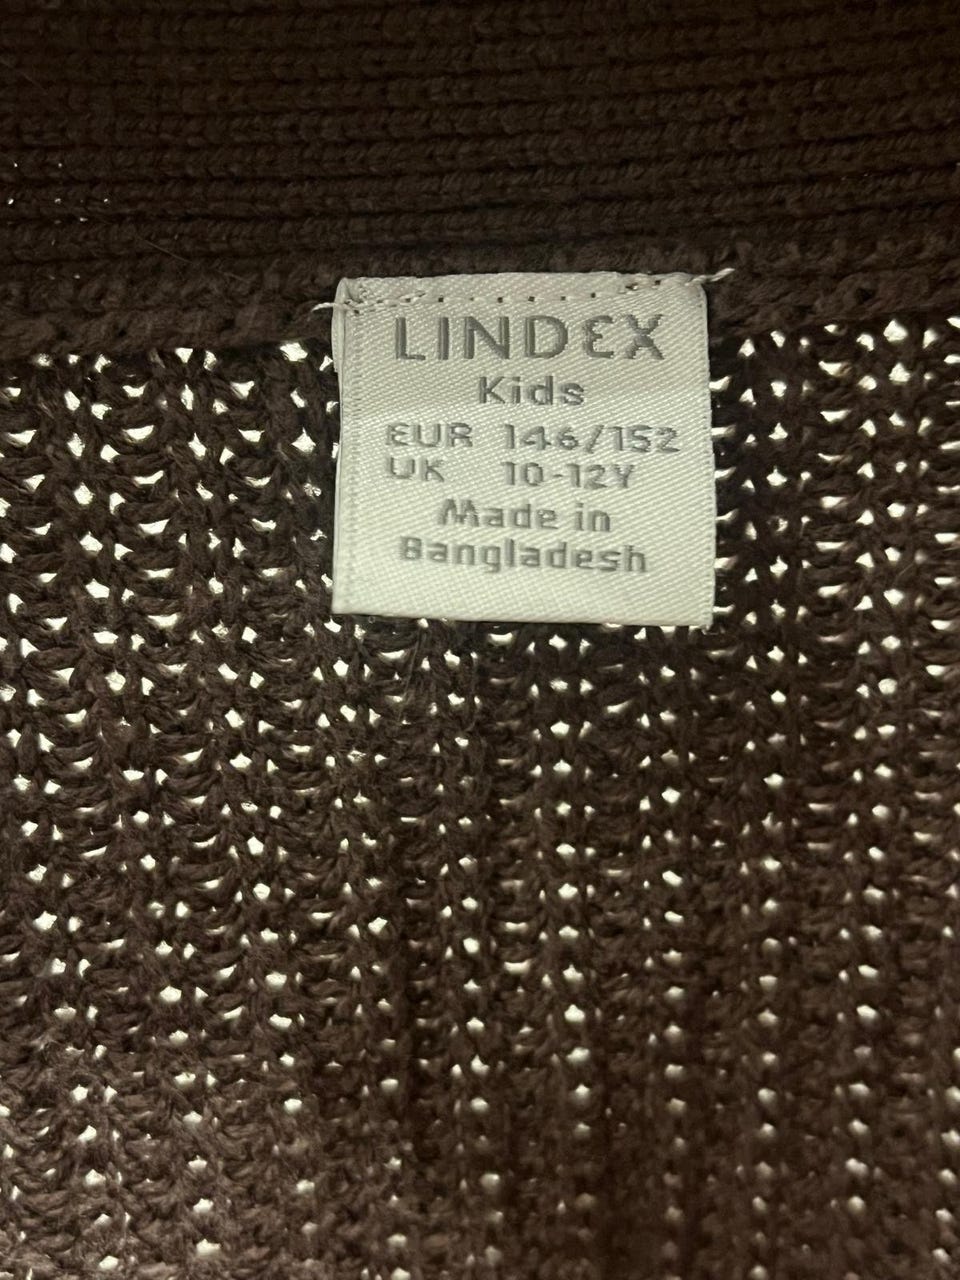 LINDEX
Kids
EUR 146/152
UK 10-12Y
Made in
Bangladesh